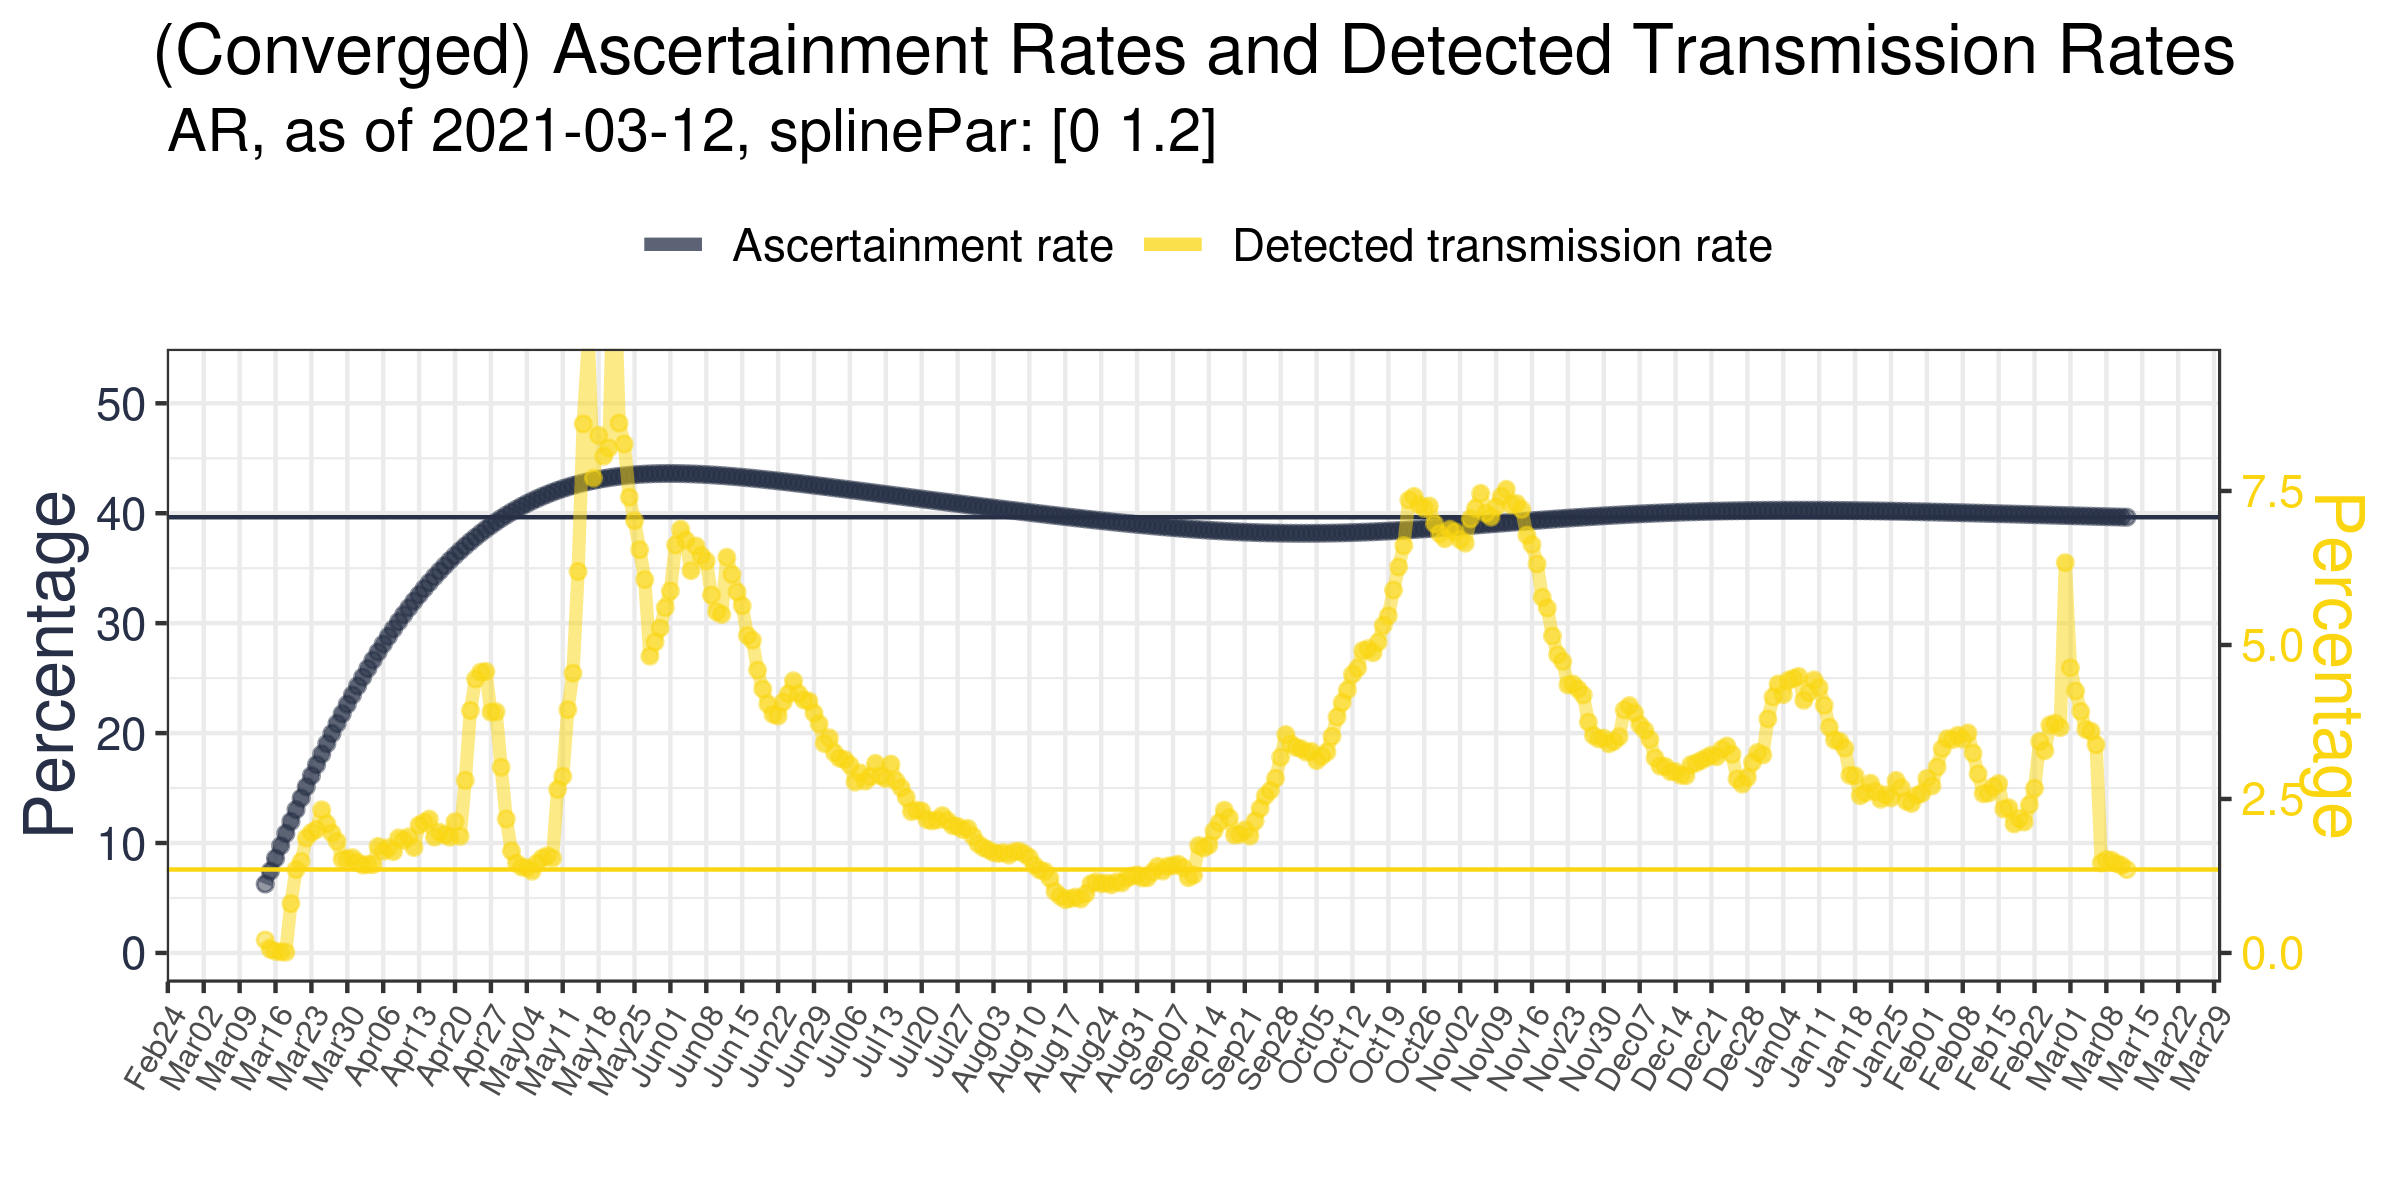 (Converged) Ascertainment Rates and Detected Transmission Rates
AR, as of 2021-03-12, splinePar: [0 1.2]
Ascertainment rate
Detected transmission rate
Percentage
50
40
30
20
10
0
7.5
5.0
2.5
0.0
Percentage
Feb24
Mar02
Mar09
Mar16
Mar23
Mar30
Apr06
Apr13
Apr20
Apr27
May04
May11
May18
May25
Jun01
Jun08
Jun15
Jun22
Jun29
Jul06
Jul13
Jul20
Jul27
Aug03
Aug10
Aug17
Aug24
Aug31
Sep07
Sep14
Sep21
Sep28
Oct05
Oct12
Oct19
Oct26
Nov02
Nov09
Nov16
Nov23
Nov30
Dec07
Dec14
Dec21
Dec28
Jan04
Jan11
Jan18
Jan25
Feb01
Feb08
Feb15
Feb22
Mar01
Mar08
Mar15
Mar22
Mar29